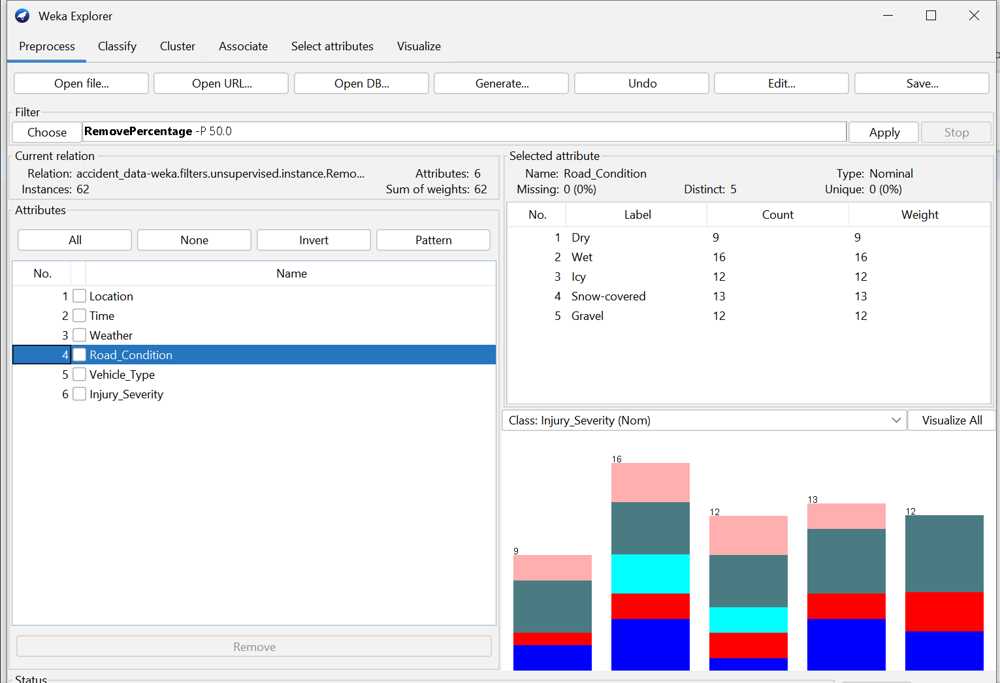 Weka Explorer
Preprocess Classify Cluster Associate Select attributes Visualize
Open file... Open URL... Open DB... Generate... Undo Edit... Save...
Filter
Choose RemovePercentage -P 50.0 Apply Stop
Current relation
Relation: accident_data-weka.filters.unsupervised.instance.Remo... Attributes: 6
Instances: 62 Sum of weights: 62
Attributes
All None Invert Pattern
No. Name
1 Location
2 Time
3 Weather
4 Road_Condition
5 Vehicle_Type
6 Injury_Severity
Remove
Status
Selected attribute
Name: Road_Condition Type: Nominal
Missing: 0 (0%) Distinct: 5 Unique: 0 (0%)
No. Label Count Weight
1 Dry 9 9
2 Wet 16 16
3 Icy 12 12
4 Snow-covered 13 13
5 Gravel 12 12
Class: Injury_Severity (Nom) Visualize All
9 16 12 13 12